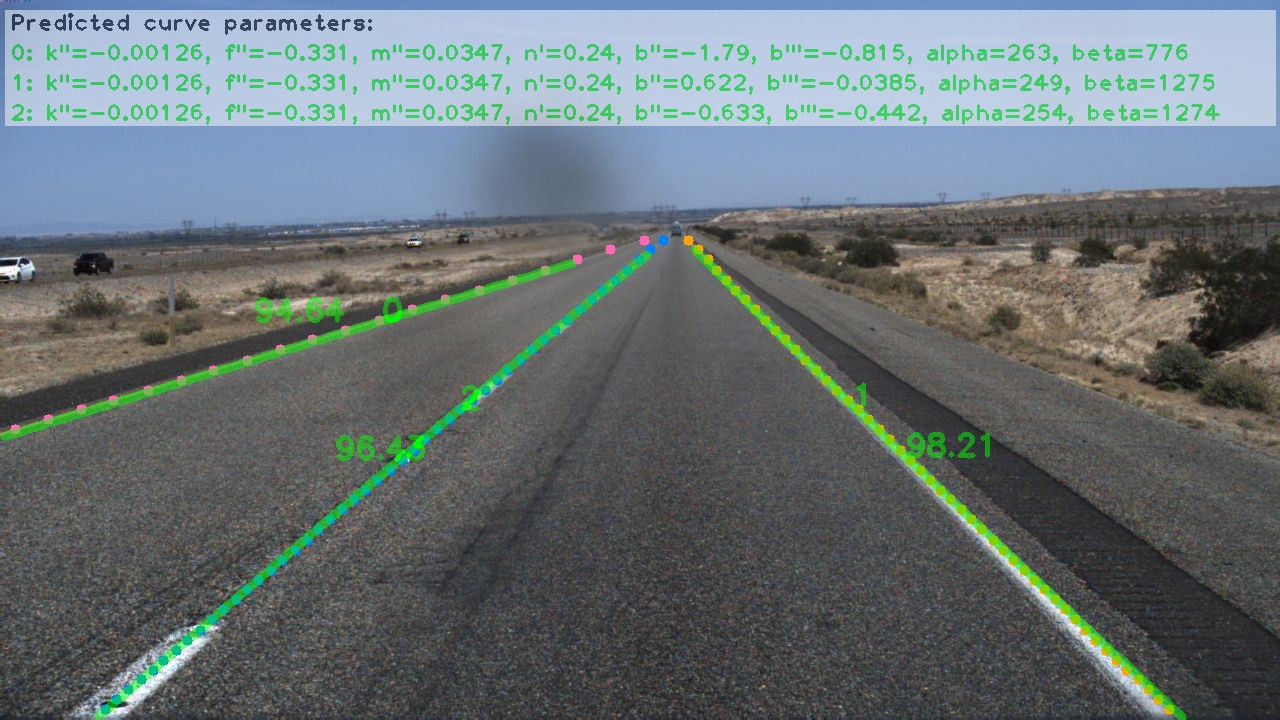 Predicted curve parameters:
0: k''=-0.00126, f''=-0.331, m''=0.0347, n'=0.24, b''=-1.79, b'''=-0.815, alpha=263, beta=776
1: k''=-0.00126, f''=-0.331, m''=0.0347, n'=0.24, b''=0.622, b'''=-0.0385, alpha=249, beta=1275
2: k''=-0.00126, f''=-0.331, m''=0.0347, n'=0.24, b''=-0.633, b'''=-0.442, alpha=254, beta=1274
94.64 0
2 1
96.43 98.21